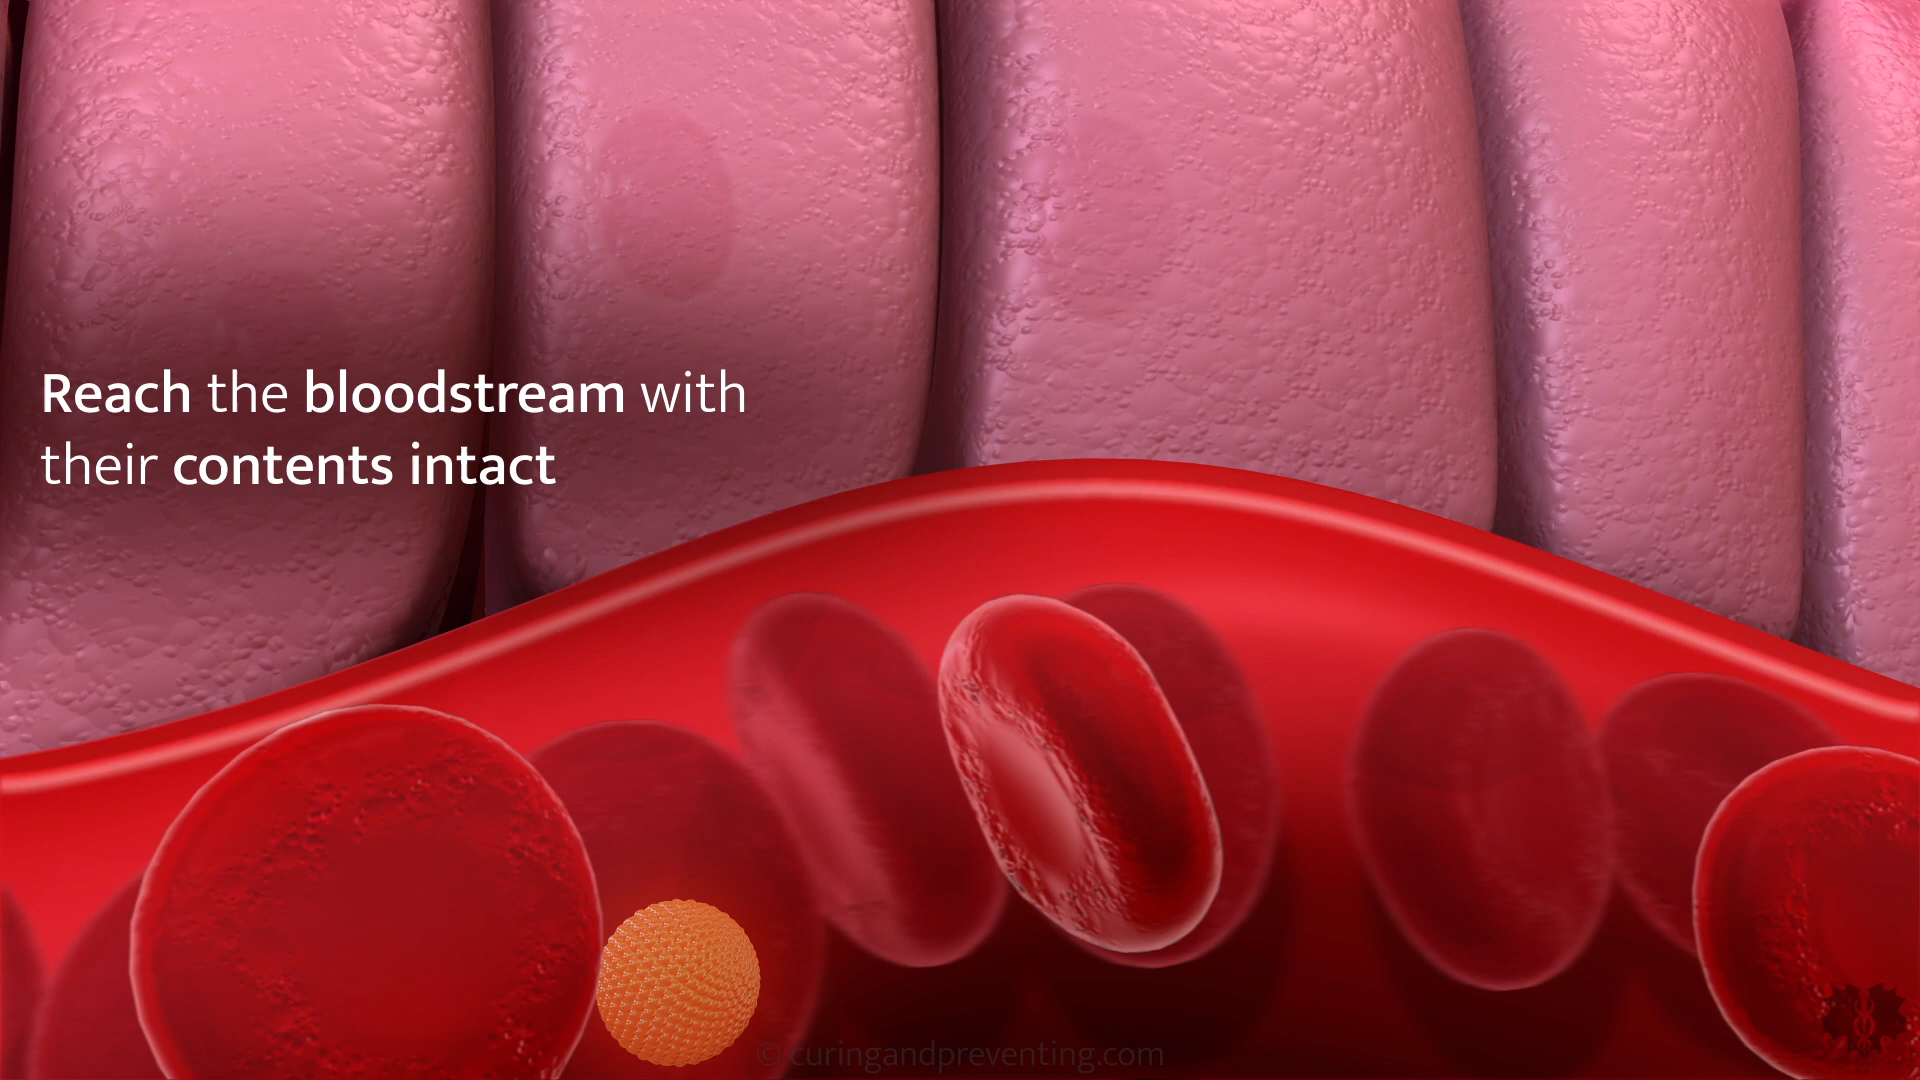 Reach the bloodstream with
their contents intact
© curingandpreventing.com